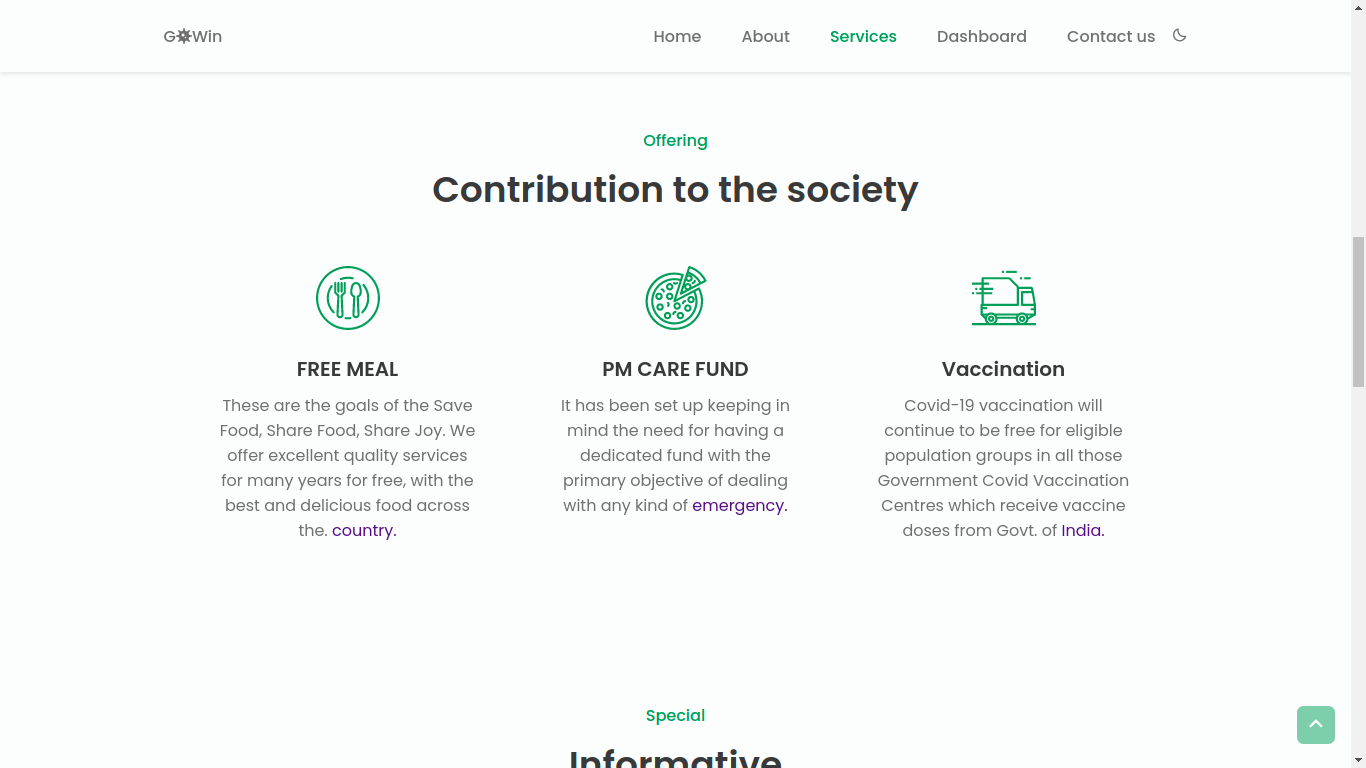 G Win
Home
About
Services
Dashboard
Contact us
Offering
Contribution to the society
FREE MEAL
These are the goals of the Save
Food, Share Food, Share Joy. We
offer excellent quality services
for many years for free, with the
best and delicious food across
the. country.
PM CARE FUND
It has been set up keeping in
mind the need for having a
dedicated fund with the
primary objective of dealing
with any kind of emergency.
Vaccination
Covid-19 vaccination will
continue to be free for eligible
population groups in all those
Government Covid Vaccination
Centres which receive vaccine
doses from Govt. of India.
Special
Informative